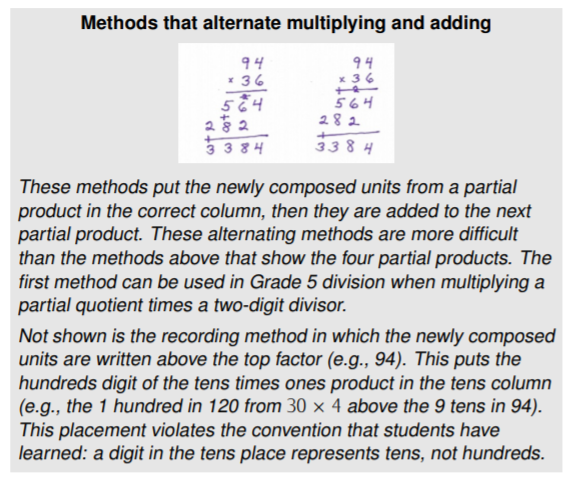 Methods that alternate multiplying and adding
94 94
× 36 × 36
564 564
282 282
3384 3384
These methods put the newly composed units from a partial
product in the correct column, then they are added to the next
partial product. These alternating methods are more difficult
than the methods above that show the four partial products. The
first method can be used in Grade 5 division when multiplying a
partial quotient times a two-digit divisor.
Not shown is the recording method in which the newly composed
units are written above the top factor (e.g., 94). This puts the
hundreds digit of the tens times ones product in the tens column
(e.g., the 1 hundred in 120 from 30 × 4 above the 9 tens in 94).
This placement violates the convention that students have
learned: a digit in the tens place represents tens, not hundreds.